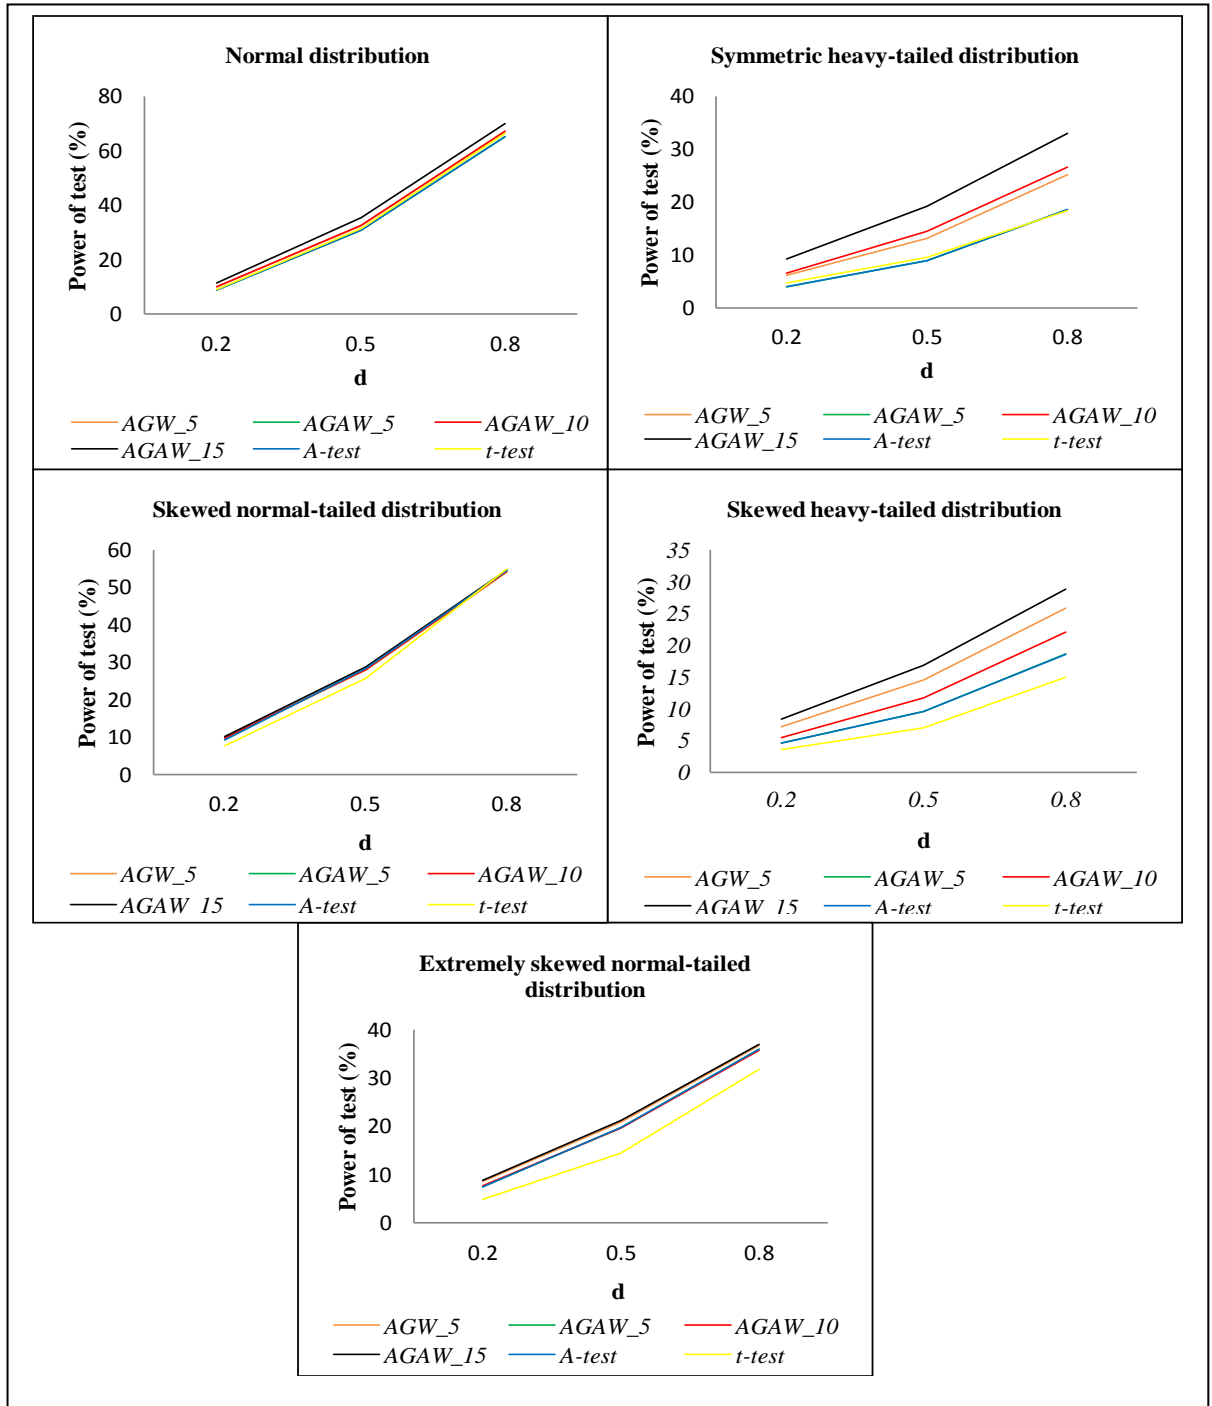 Normal distribution
Power of test (%)
80
60
40
20
0
0.2 0.5 0.8
d
AGW_5 AGAW_5 AGAW_10
AGAW_15 A-test t-test
Symmetric heavy-tailed distribution
Power of test (%)
40
30
20
10
0
0.2 0.5 0.8
d
AGW_5 AGAW_5 AGAW_10
AGAW_15 A-test t-test
Skewed normal-tailed distribution
Power of test (%)
60
50
40
30
20
10
0
0.2 0.5 0.8
d
AGW_5 AGAW_5 AGAW_10
AGAW_15 A-test t-test
Skewed heavy-tailed distribution
Power of test (%)
35
30
25
20
15
10
5
0
0.2 0.5 0.8
d
AGW_5 AGAW_5 AGAW_10
AGAW_15 A-test t-test
Extremely skewed normal-tailed
distribution
Power of test (%)
40
30
20
10
0
0.2 0.5 0.8
d
AGW_5 AGAW_5 AGAW_10
AGAW_15 A-test t-test